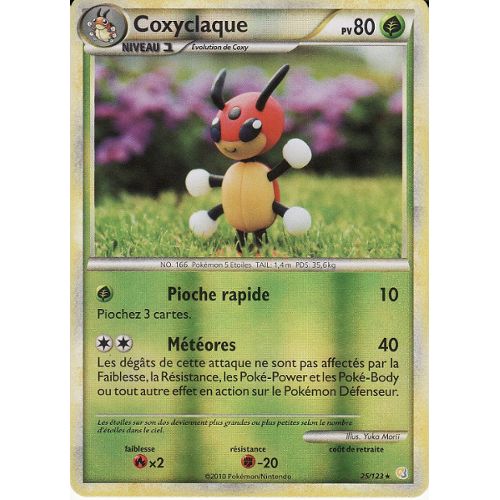 Coxyclaque
PV 80
NIVEAU 1
Évolution de Coxy
NO. 166 Pokémon 5 Etoiles TAIL: 1,4m PDS: 35,6kg
Pioche rapide 10
Piochez 3 cartes.
Météores 40
Les dégâts de cette attaque ne sont pas affectés par la
Faiblesse, la Résistance, les Poké-Power et les Poké-Body
ou tout autre effet en action sur le Pokémon Défenseur.
Les étoiles sur son dos deviennent plus grandes ou plus petites selon le nombre
d'étoiles dans le ciel.
Illus. Yuka Morii
faiblesse résistance coût de retraite
×2 -20
©2010 Pokémon/Nintendo 25/123 ★